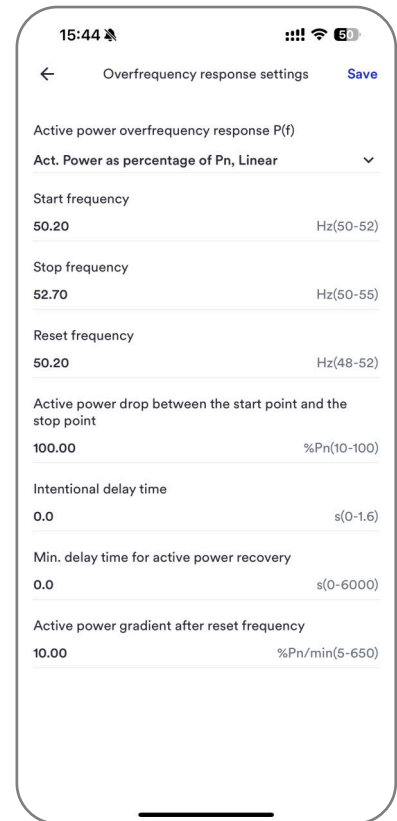 15:44
50
Overfrequency response settings Save
Active power overfrequency response P(f)
Act. Power as percentage of Pn, Linear
Start frequency
50.20 Hz(50-52)
Stop frequency
52.70 Hz(50-55)
Reset frequency
50.20 Hz(48-52)
Active power drop between the start point and the
stop point
100.00 %Pn(10-100)
Intentional delay time
0.0 s(0-1.6)
Min. delay time for active power recovery
0.0 s(0-6000)
Active power gradient after reset frequency
10.00 %Pn/min(5-650)